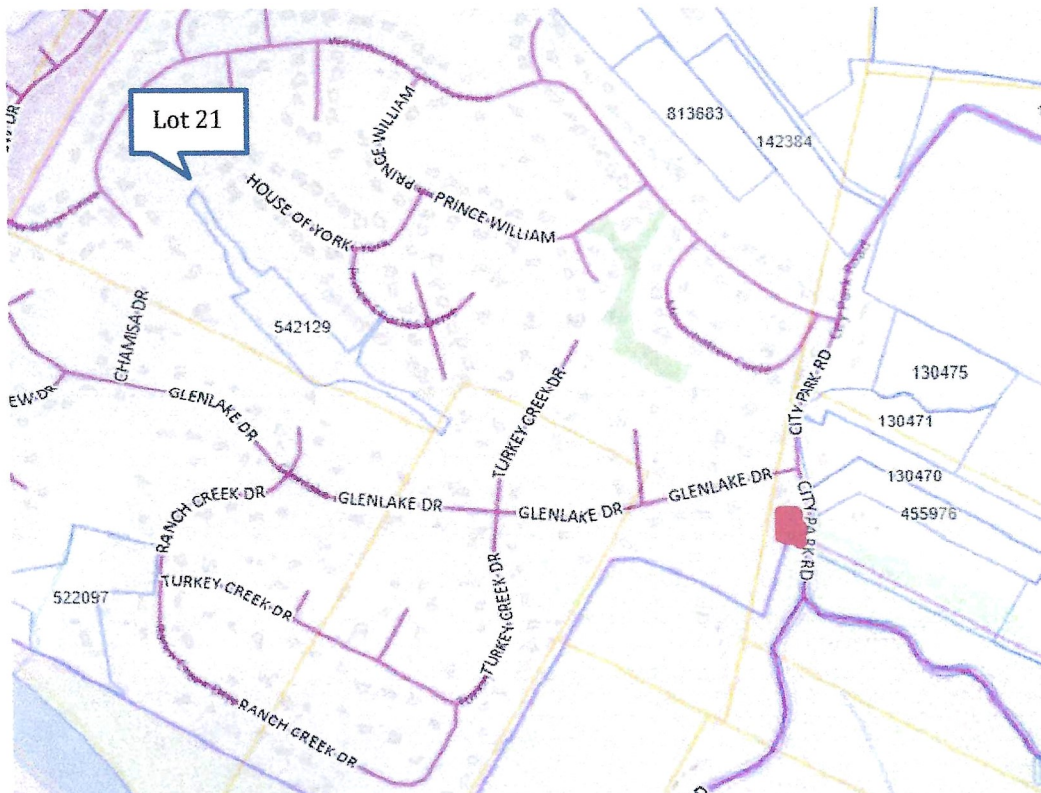 Lot 21
813683
142384
PRINCE WILLIAM
HOUSE OF YORK
PRINCE WILLIAM
CHAMISA DR
542129
GLENLAKE DR
TURKEY CREEK DR
CITY PARK RD
130475
130471
130470
455976
GLENLAKE DR
GLENLAKE DR
GLENLAKE DR
CITY PARK RD
RANCH CREEK DR
TURKEY CREEK DR
TURKEY CREEK DR
522097
RANCH CREEK DR